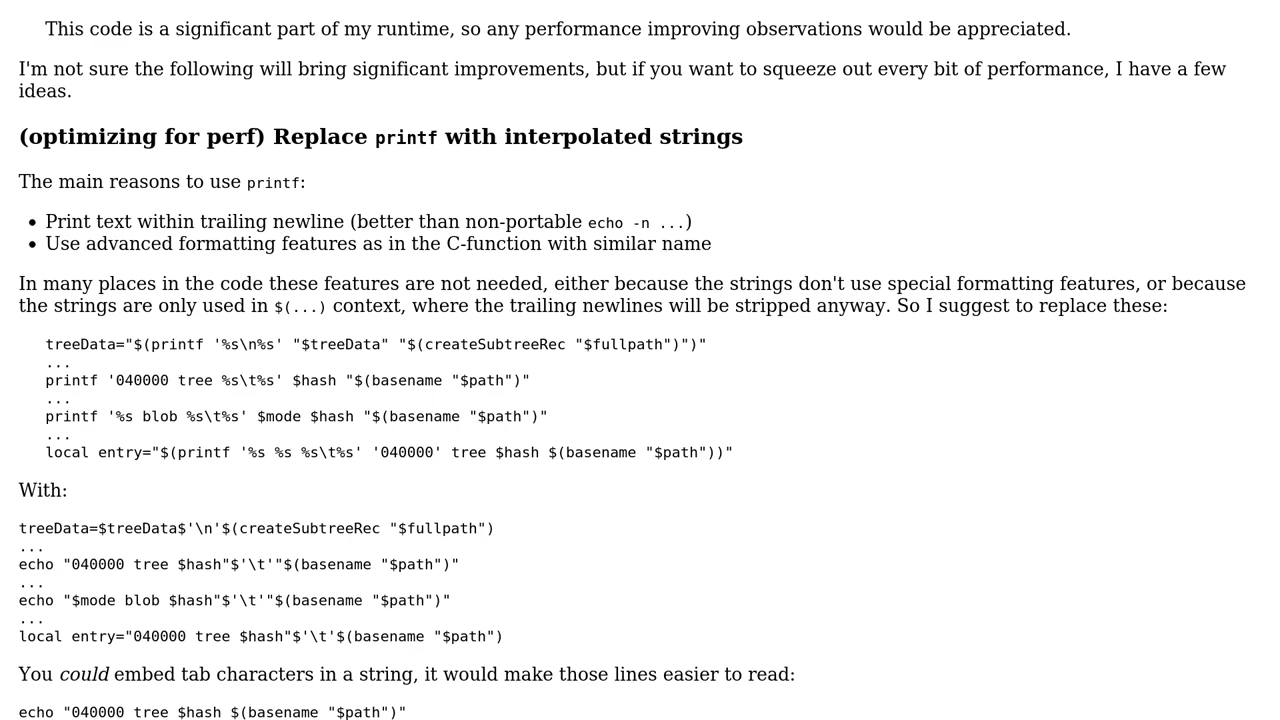 This code is a significant part of my runtime, so any performance improving observations would be appreciated.
I'm not sure the following will bring significant improvements, but if you want to squeeze out every bit of performance, I have a few
ideas.
(optimizing for perf) Replace printf with interpolated strings
The main reasons to use printf:
• Print text within trailing newline (better than non-portable echo -n ...)
• Use advanced formatting features as in the C-function with similar name
In many places in the code these features are not needed, either because the strings don't use special formatting features, or because
the strings are only used in $(...) context, where the trailing newlines will be stripped anyway. So I suggest to replace these:
treeData="$(printf '%s\n%s' "$treeData" "$(createSubtreeRec "$fullpath")")"
...
printf '040000 tree %s\t%s' $hash "$(basename "$path")"
...
printf '%s blob %s\t%s' $mode $hash "$(basename "$path")"
...
local entry="$(printf '%s %s %s\t%s' '040000' tree $hash $(basename "$path"))"
With:
treeData=$treeData$'\n'$(createSubtreeRec "$fullpath")
...
echo "040000 tree $hash"$'\t'"$(basename "$path")"
...
echo "$mode blob $hash"$'\t'"$(basename "$path")"
...
local entry="040000 tree $hash"$'\t'$(basename "$path")
You could embed tab characters in a string, it would make those lines easier to read:
echo "040000 tree $hash $(basename "$path")"